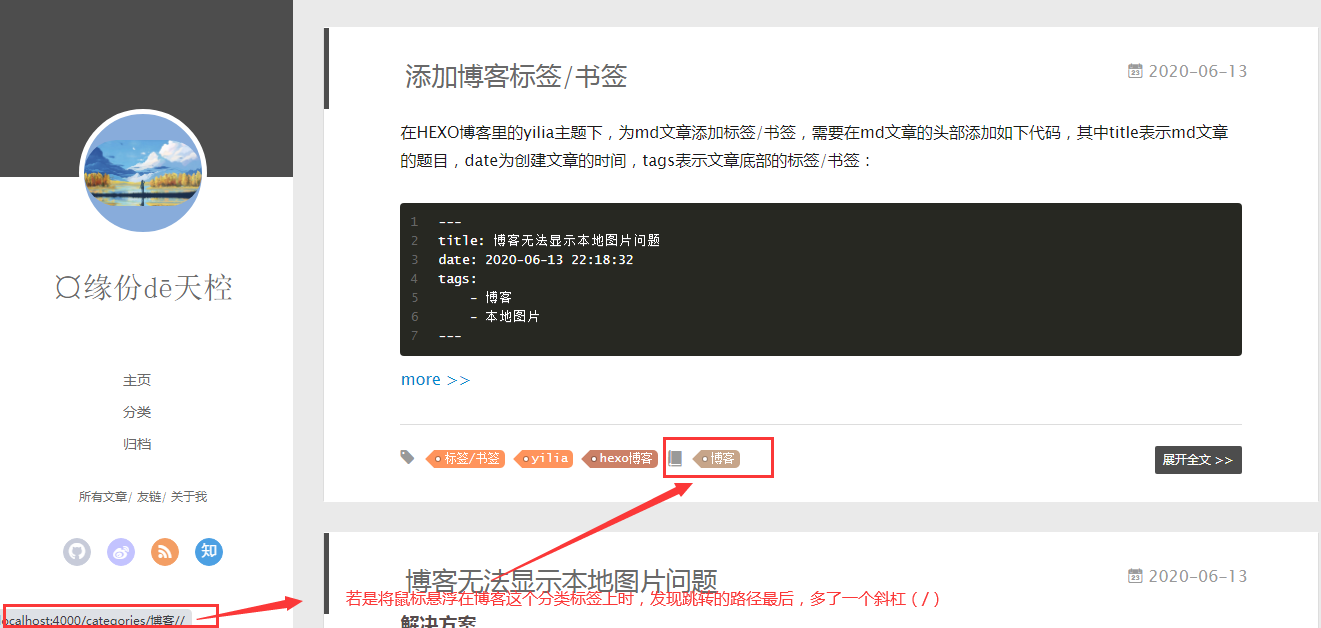 ¤缘份dē天椌
主页
分类
归档
所有文章/ 友链/ 关于我
知
localhost:4000/categories/博客//
添加博客标签/书签
2020-06-13
在HEXO博客里的yilia主题下，为md文章添加标签/书签，需要在md文章的头部添加如下代码，其中title表示md文章
的题目，date为创建文章的时间，tags表示文章底部的标签/书签：
1 ---
2 title: 博客无法显示本地图片问题
3 date: 2020-06-13 22:18:32
4 tags:
5 - 博客
6 - 本地图片
7 ---
more >>
标签/书签 yilia hexo博客 博客
展开全文 >>
博客无法显示本地图片问题
2020-06-13
若是将鼠标悬浮在博客这个分类标签上时，发现跳转的路径最后，多了一个斜杠（/）
解决方案